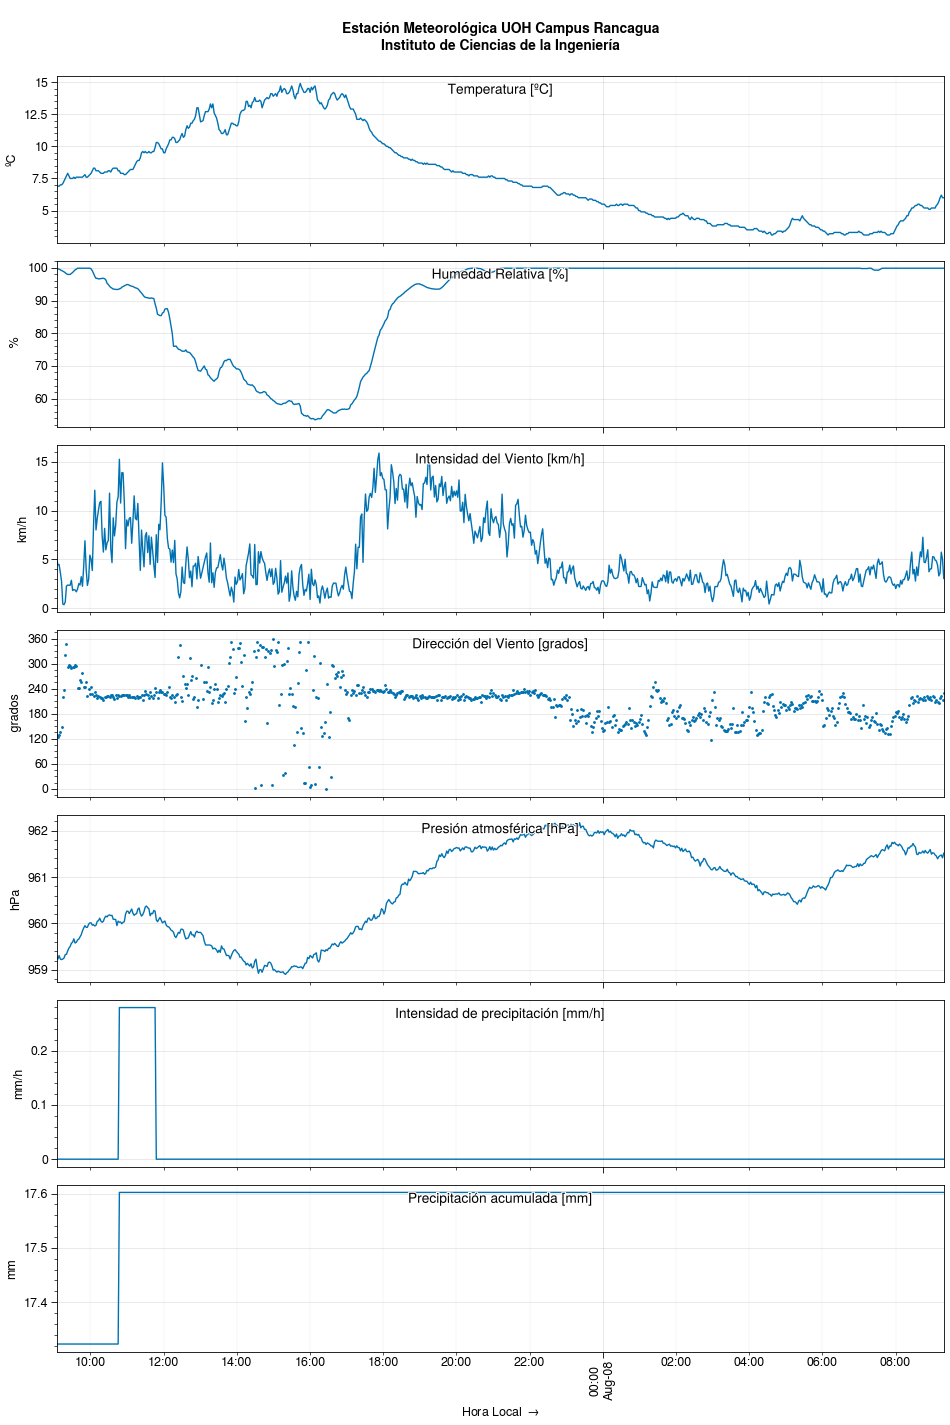 Estación Meteorológica UOH Campus Rancagua
Instituto de Ciencias de la Ingeniería
Temperatura [ºC]
15
12.5
10
7.5
5
ºC
Humedad Relativa [%]
100
90
80
70
60
%
Intensidad del Viento [km/h]
15
10
5
0
km/h
Dirección del Viento [grados]
360
300
240
180
120
60
0
grados
Presión atmosférica [hPa]
962
961
960
959
hPa
Intensidad de precipitación [mm/h]
0.2
0.1
0
mm/h
Precipitación acumulada [mm]
17.6
17.5
17.4
mm
10:00 12:00 14:00 16:00 18:00 20:00 22:00 00:00 02:00 04:00 06:00 08:00
Aug-08
Hora Local →